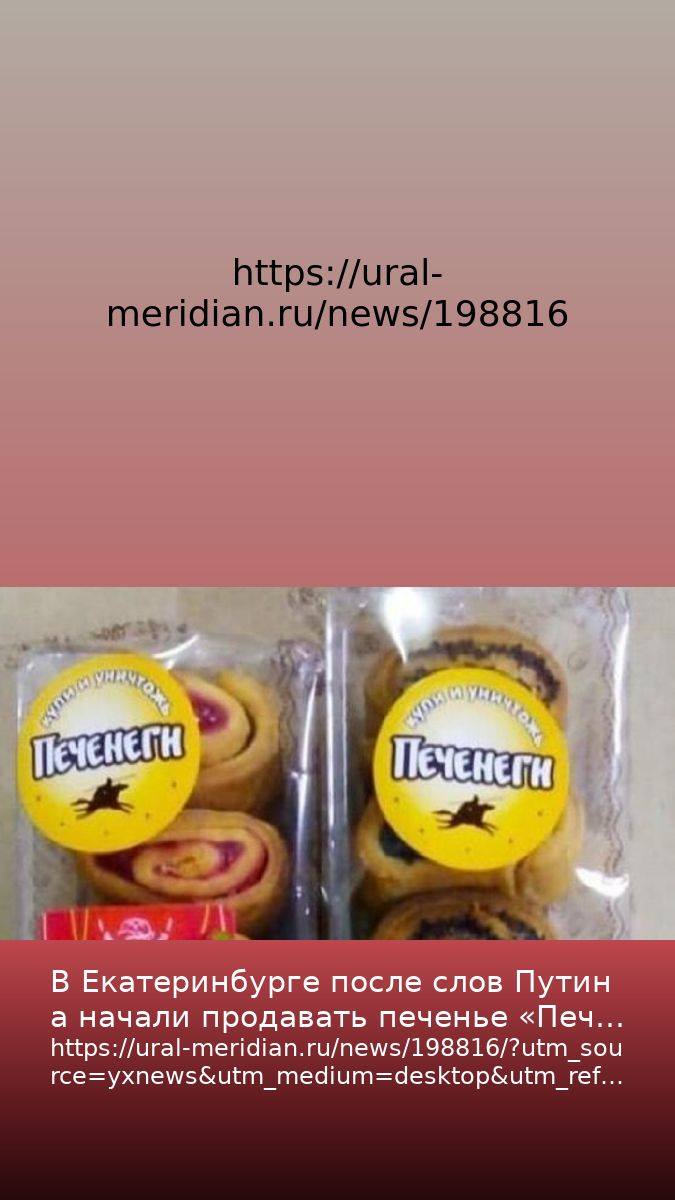 https://ural-
meridian.ru/news/198816
КУПИ И УНИЧТОЖЬ
ПЕЧЕНЕГИ
КУПИ И УНИЧТОЖЬ
ПЕЧЕНЕГИ
В Екатеринбурге после слов Путин
а начали продавать печенье «Печ...
https://ural-meridian.ru/news/198816/?utm_sou
rce=yxnews&utm_medium=desktop&utm_ref...